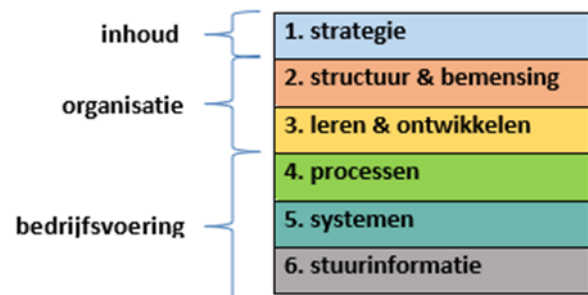 inhoud
1. strategie
organisatie
2. structuur & bemensing
3. leren & ontwikkelen
bedrijfsvoering
4. processen
5. systemen
6. stuurinformatie